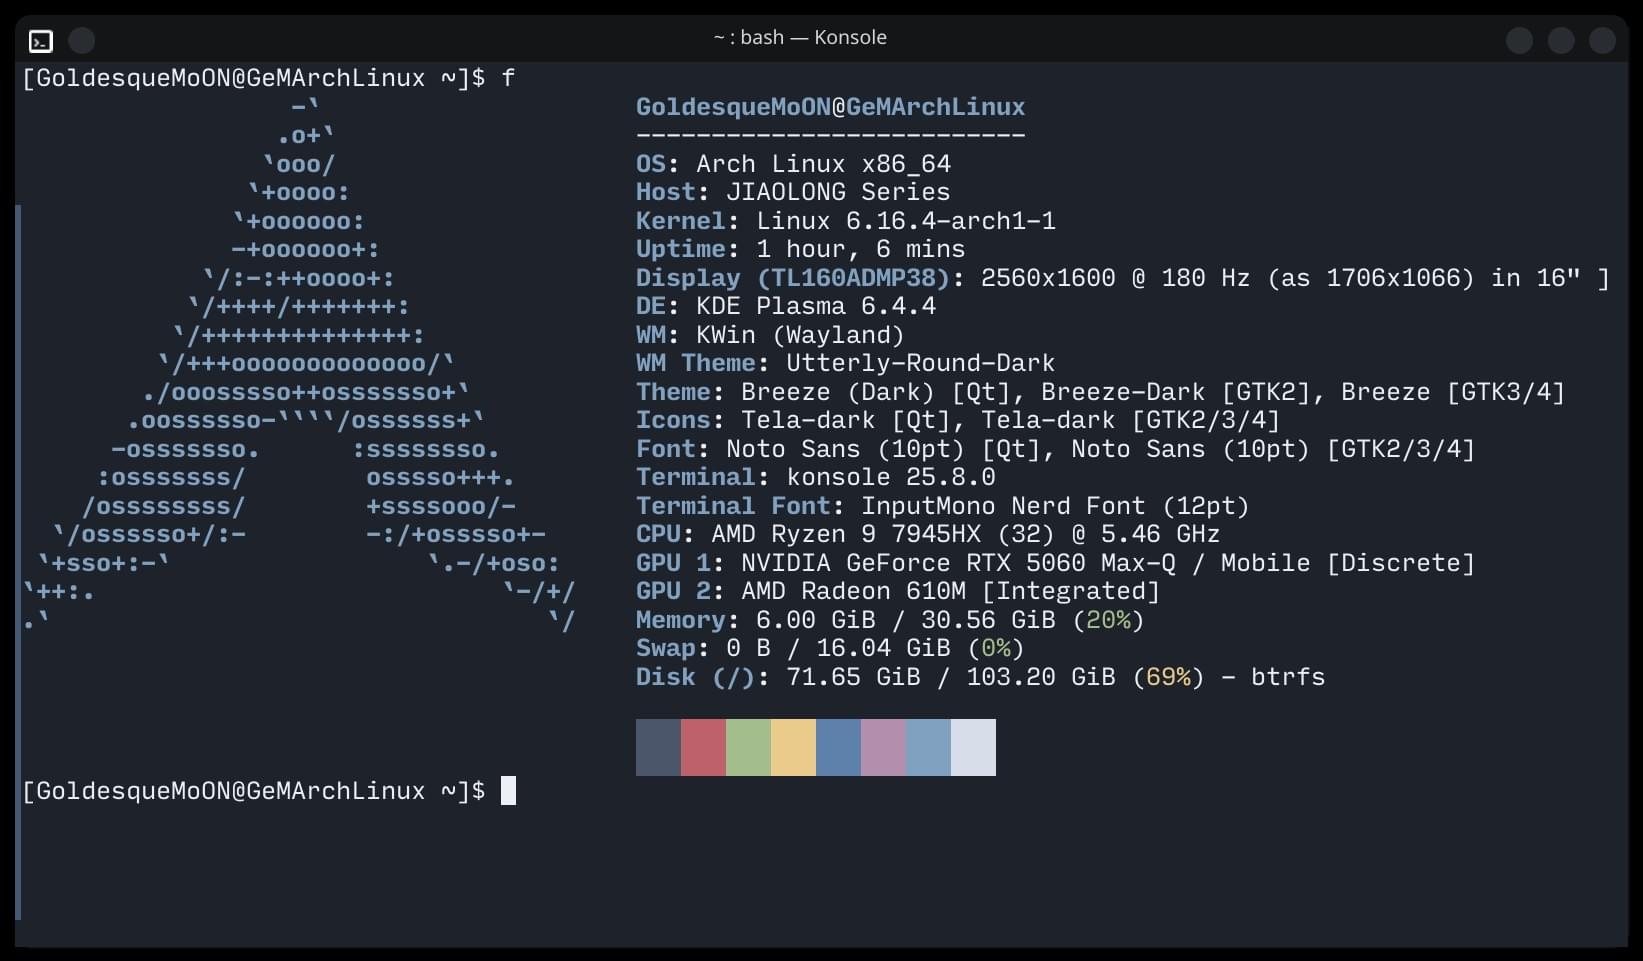 ~ : bash — Konsole
[GoldesqueMoON@GeMArchLinux ~]$ f
                  -`                     GoldesqueMoON@GeMArchLinux
                 .o+`                    --------------------------
                `ooo/                    OS: Arch Linux x86_64
               `+oooo:                   Host: JIAOLONG Series
              `+oooooo:                  Kernel: Linux 6.16.4-arch1-1
              -+oooooo+:                 Uptime: 1 hour, 6 mins
            `/:-:++oooo+:                Display (TL160ADMP38): 2560x1600 @ 180 Hz (as 1706x1066) in 16" ]
           `/++++/+++++++:               DE: KDE Plasma 6.4.4
          `/++++++++++++++:              WM: KWin (Wayland)
         `/+++ooooooooooooo/`            WM Theme: Utterly-Round-Dark
        ./ooosssso++osssssso+`           Theme: Breeze (Dark) [Qt], Breeze-Dark [GTK2], Breeze [GTK3/4]
       .oossssso-````/ossssss+`          Icons: Tela-dark [Qt], Tela-dark [GTK2/3/4]
      -osssssso.      :ssssssso.         Font: Noto Sans (10pt) [Qt], Noto Sans (10pt) [GTK2/3/4]
     :osssssss/        osssso+++.        Terminal: konsole 25.8.0
    /ossssssss/        +ssssooo/-        Terminal Font: InputMono Nerd Font (12pt)
  `/ossssso+/:-        -:/+osssso+-      CPU: AMD Ryzen 9 7945HX (32) @ 5.46 GHz
 `+sso+:-`                 `.-/+oso:     GPU 1: NVIDIA GeForce RTX 5060 Max-Q / Mobile [Discrete]
`++:.                           `-/+/    GPU 2: AMD Radeon 610M [Integrated]
.`                                 `/    Memory: 6.00 GiB / 30.56 GiB (20%)
                                         Swap: 0 B / 16.04 GiB (0%)
                                         Disk (/): 71.65 GiB / 103.20 GiB (69%) - btrfs
[GoldesqueMoON@GeMArchLinux ~]$